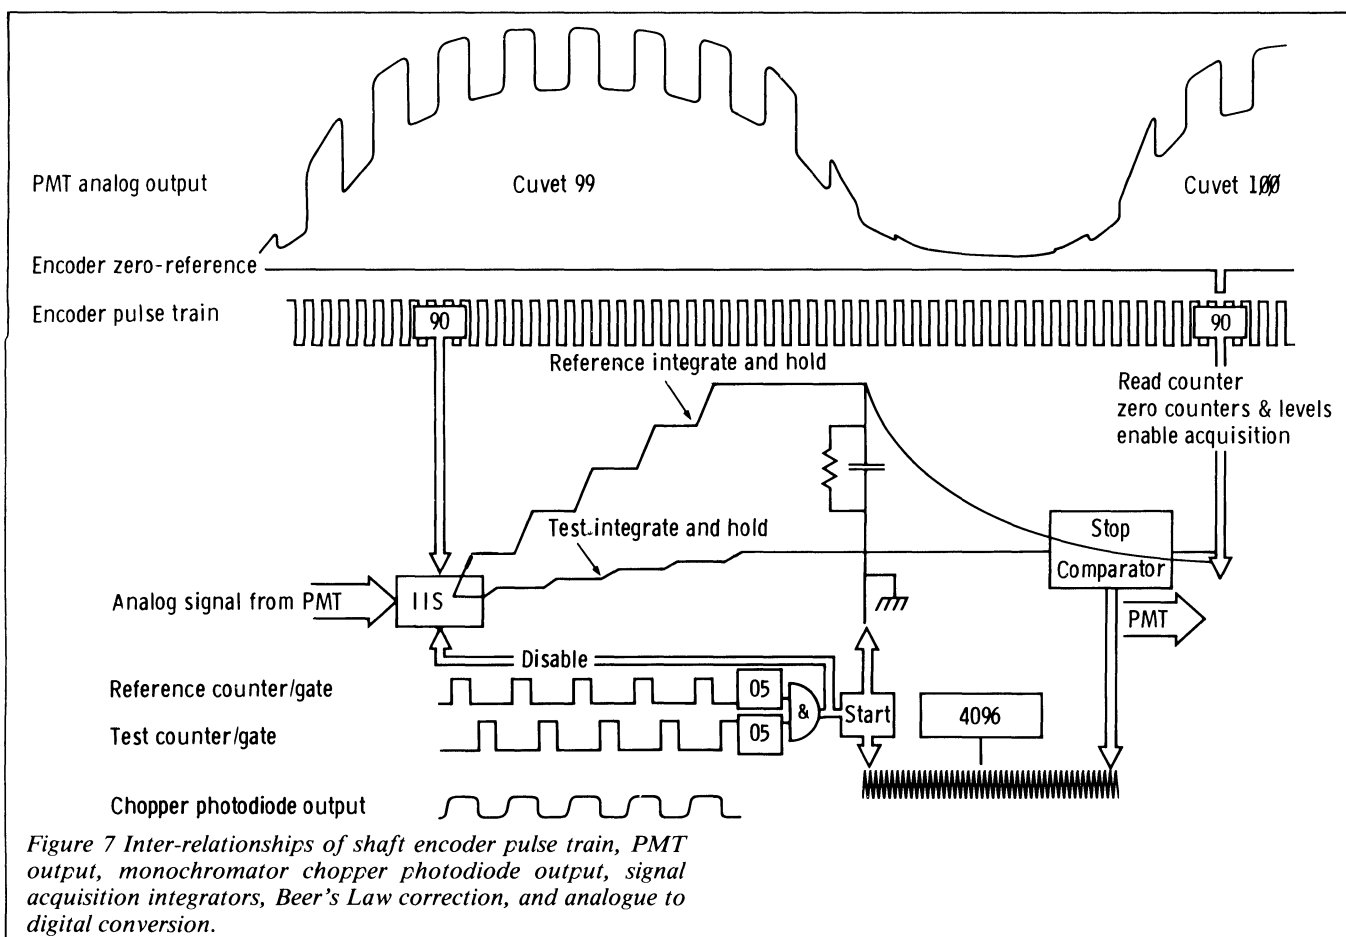 PMT analog output
Cuvet 99
Cuvet 100
Encoder zero-reference
Encoder pulse train
90
90
Reference integrate and hold
Read counter
zero counters & levels
enable acquisition
Test integrate and hold
Stop
Comparator
Analog signal from PMT
IIS
PMT
Disable
Reference counter/gate
05
&
Start
4096
Test counter/gate
05
Chopper photodiode output
Figure 7 Inter-relationships of shaft encoder pulse train, PMT
output, monochromator chopper photodiode output, signal
acquisition integrators, Beer's Law correction, and analogue to
digital conversion.